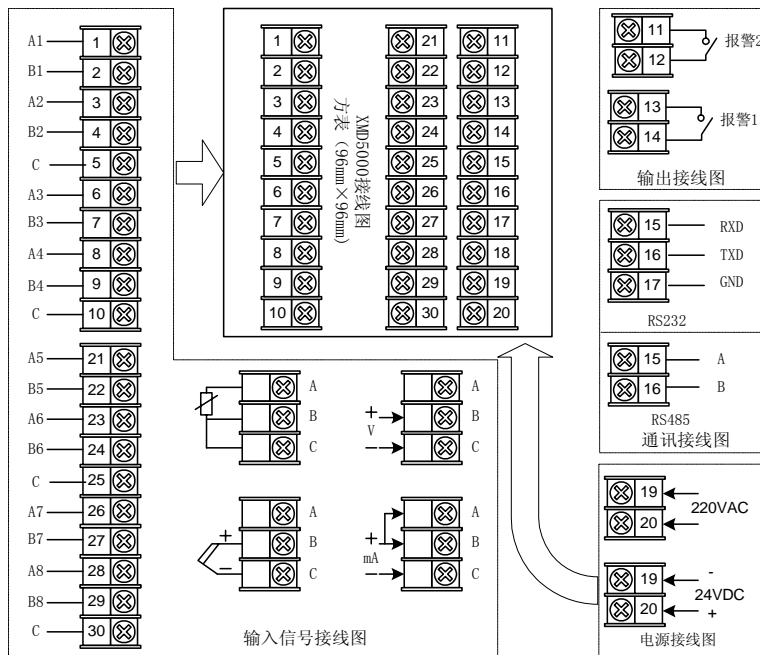 A1 1
B1 2
A2 3
B2 4
C 5
A3 6
B3 7
A4 8
B4 9
C 10
A5 21
B5 22
A6 23
B6 24
C 25
A7 26
B7 27
A8 28
B8 29
C 30
1 21 11
2 22 12
3 23 13
4 24 14
5 25 15
6 26 16
7 27 17
8 28 18
9 29 19
10 30 20
XMD5000接线图
方表（96mm×96mm）
A
B
C
A
+ B
V
- C
A
+ B
- C
A
+ B
mA
- C
输入信号接线图
11
12
报警2
13
14
报警1
输出接线图
15 RXD
16 TXD
17 GND
RS232
15 A
16 B
RS485
通讯接线图
19
20
220VAC
19 -
24VDC
20 +
电源接线图